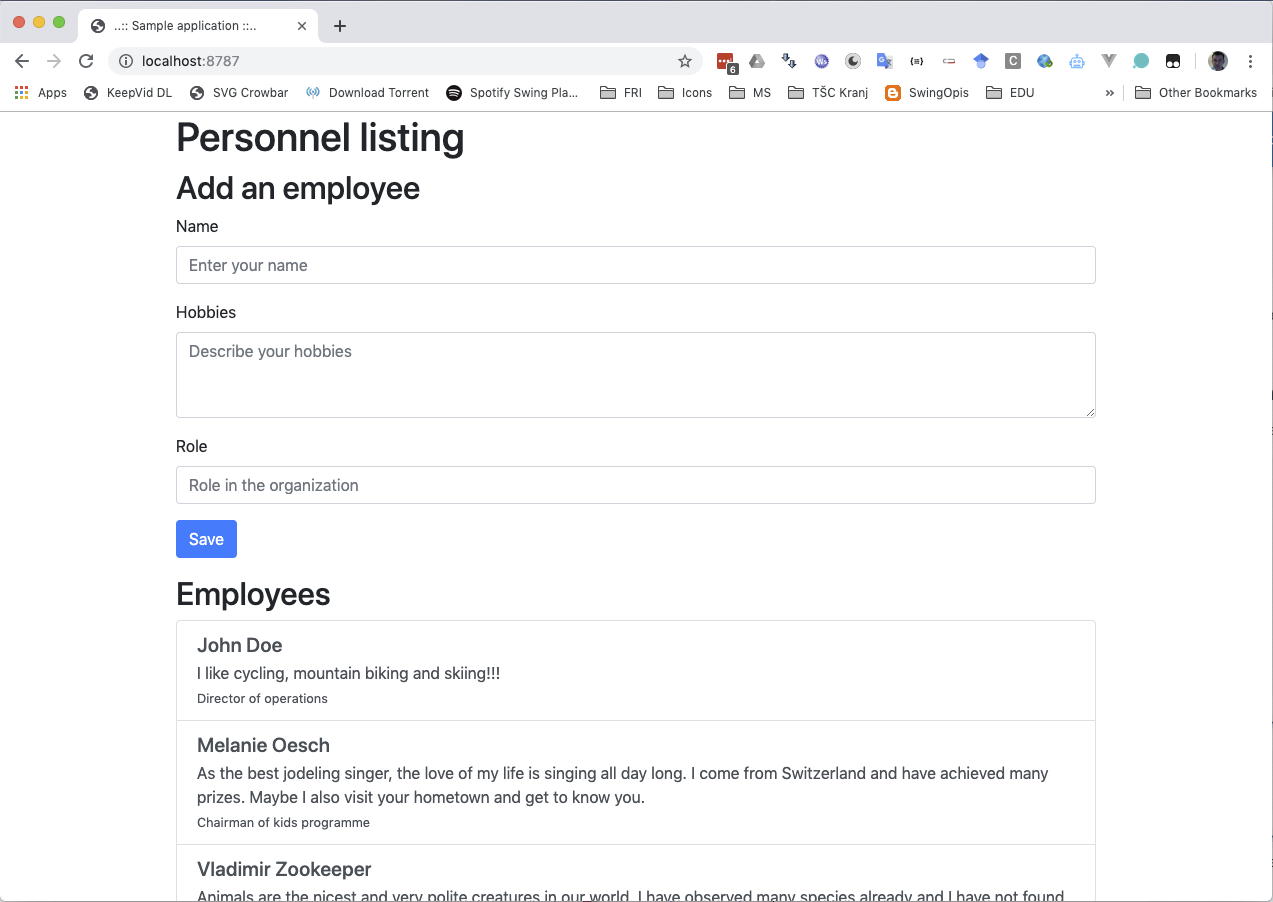 ..:: Sample application ::..
localhost:8787
6
Ws
{=}
C
Apps
KeepVid DL
SVG Crowbar
Download Torrent
Spotify Swing Pla...
FRI
Icons
MS
TŠC Kranj
SwingOpis
EDU
»
Other Bookmarks
Personnel listing
Add an employee
Name
Enter your name
Hobbies
Describe your hobbies
Role
Role in the organization
Save
Employees
John Doe
I like cycling, mountain biking and skiing!!!
Director of operations
Melanie Oesch
As the best jodeling singer, the love of my life is singing all day long. I come from Switzerland and have achieved many
prizes. Maybe I also visit your hometown and get to know you.
Chairman of kids programme
Vladimir Zookeeper
Animals are the nicest and very polite creatures in our world. I have observed many species already and I have not found